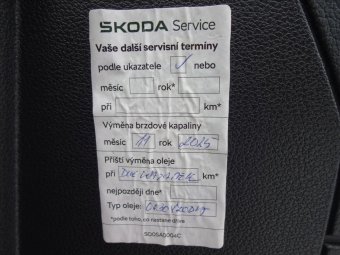 ŠKODA Service
Vaše další servisní termíny
podle ukazatele ✓ nebo
měsíc rok*
při km*
Výměna brzdové kapaliny
měsíc 11 rok 2025
Příští výměna oleje
při km*
nejpozději dne*
Typ oleje:
*podle toho, co nastane dříve